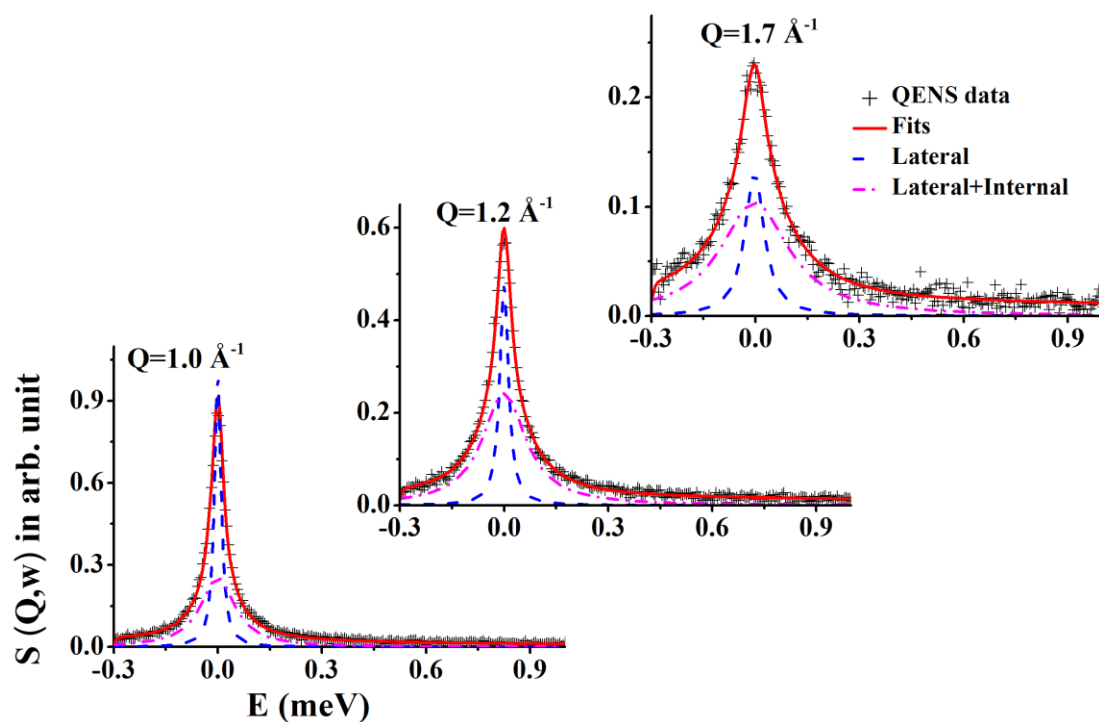 Q=1.7 Å-1
0.2
0.1
0.0
-0.3 0.0 0.3 0.6 0.9
QENS data
Fits
Lateral
Lateral+Internal
Q=1.2 Å-1
0.6
0.4
0.2
0.0
-0.3 0.0 0.3 0.6 0.9
Q=1.0 Å-1
0.9
0.6
0.3
0.0
-0.3 0.0 0.3 0.6 0.9
S (Q,w) in arb. unit
E (meV)